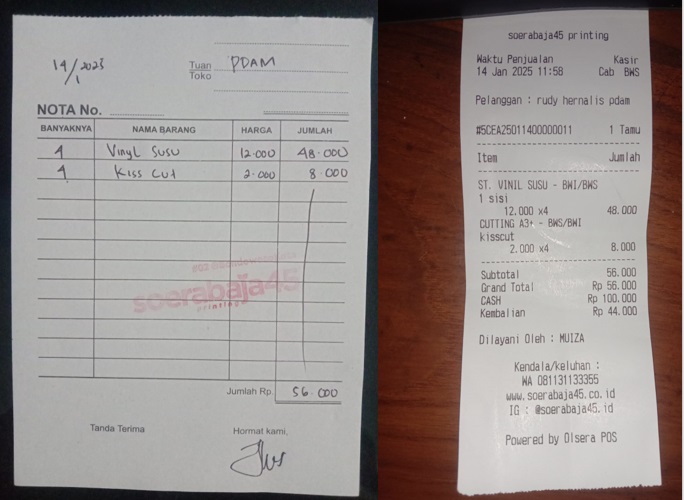 14/1 2023
Tuan PDAM
Toko
NOTA No.
BANYAKNYA NAMA BARANG HARGA JUMLAH
4 Vinyl Susu 12.000 48.000
4 Kiss Cut 2.000 8.000
soerabaja45
printing
Jumlah Rp. 56.000
Tanda Terima Hormat kami,
soerabaja45 printing
Waktu Penjualan Kasir
14 Jan 2025 11:58 Cab BWS
Pelanggan : rudy hernalis pdam
#SCEA25011400000011 1 Tamu
Item Jumlah
ST. VINIL SUSU - BWI/BWS
1 sisi
12.000 x4 48.000
CUTTING A3+ - BWS/BWI
kisscut
2.000 x4 8.000
Subtotal 56.000
Grand Total Rp 56.000
CASH Rp 100.000
Kembalian Rp 44.000
Dilayani Oleh : MUIZA
Kendala/keluhan :
WA 081131133355
www.soerabaja45.co.id
IG : @soerabaja45.id
Powered by Olsera POS